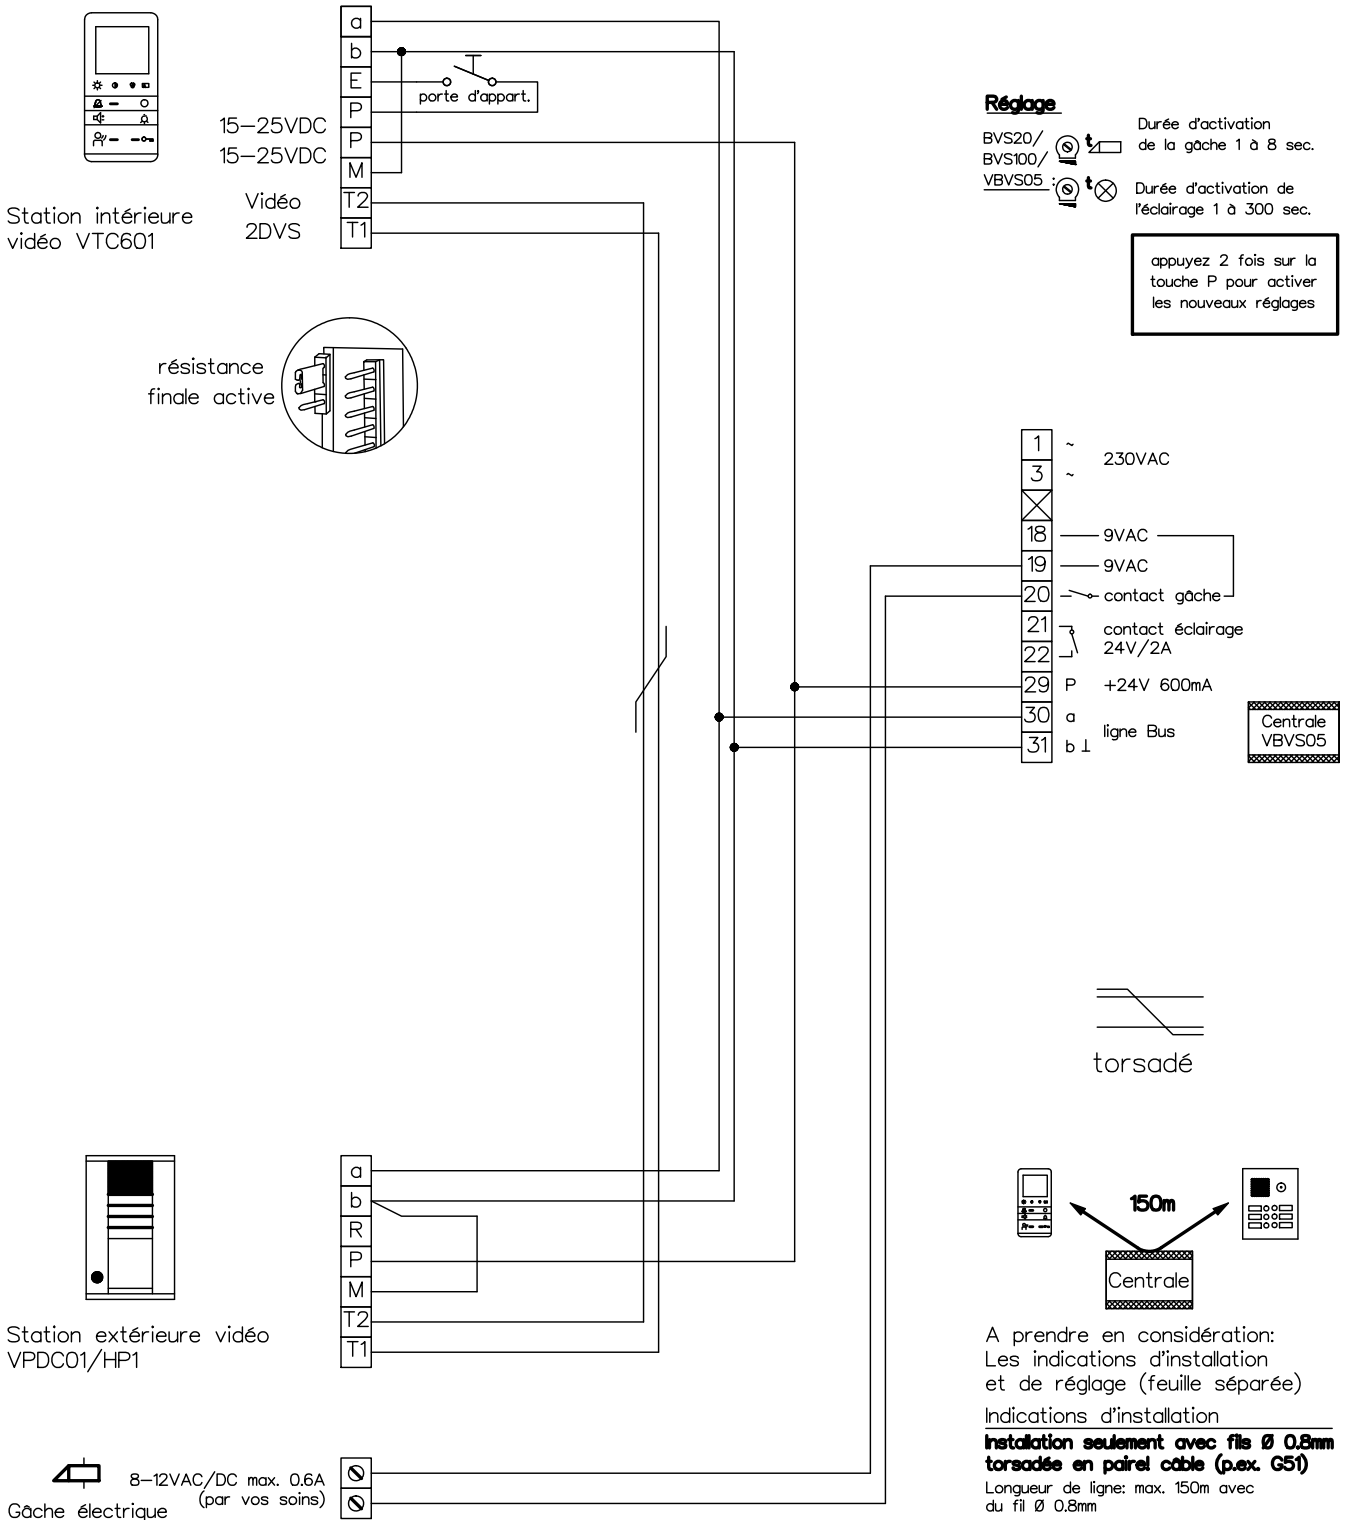 a
b
E
P
P
M
T2
T1
porte d'appart.
15–25VDC
15–25VDC
Vidéo
2DVS
Station intérieure
vidéo VTC601
Réglage
BVS20/
BVS100/
VBVS05 :
t
Durée d'activation
de la gâche 1 à 8 sec.
t
Durée d'activation de
l'éclairage 1 à 300 sec.
appuyez 2 fois sur la
touche P pour activer
les nouveaux réglages
résistance
finale active
1 ~
3 ~
230VAC
18 9VAC
19 9VAC
20 contact gâche
21
22
contact éclairage
24V/2A
29 P +24V 600mA
30 a
31 b ⊥
ligne Bus
Centrale
VBVS05
torsadé
a
b
R
P
M
T2
T1
Station extérieure vidéo
VPDC01/HP1
150m
Centrale
A prendre en considération:
Les indications d'installation
et de réglage (feuille séparée)
Indications d'installation
Installation seulement avec fils Ø 0.8mm
torsadée en paire! câble (p.ex. G51)
Longueur de ligne: max. 150m avec
du fil Ø 0.8mm
8–12VAC/DC max. 0.6A
(par vos soins)
Gâche électrique